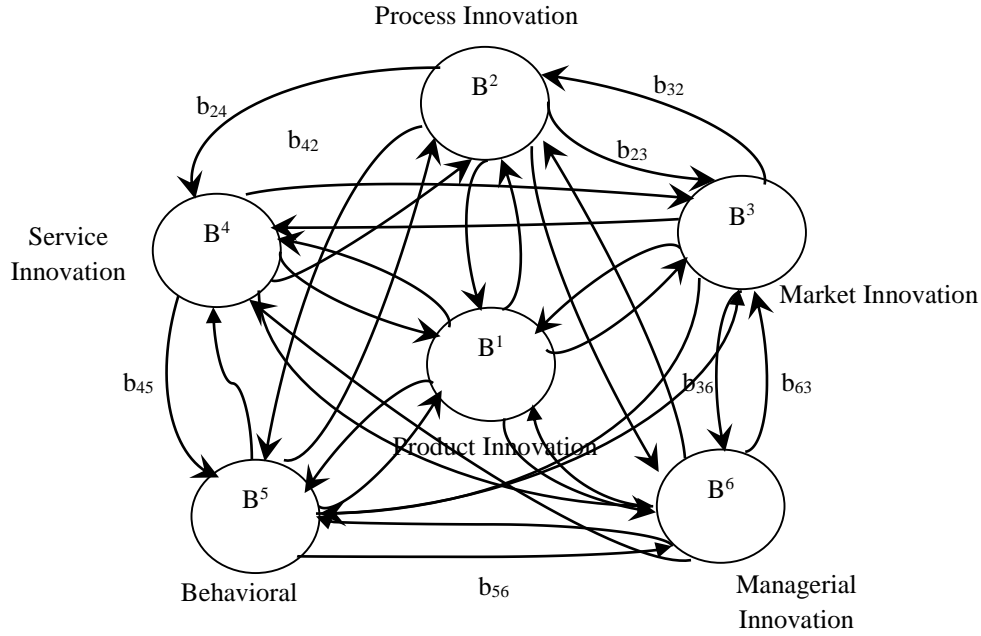 Process Innovation
B²
b₃₂
b₂₄
b₄₂
b₂₃
B⁴
B³
Service
Innovation
Market Innovation
B¹
b₄₅
b₃₆
b₆₃
Product Innovation
B⁵
B⁶
Behavioral
b₅₆
Managerial
Innovation